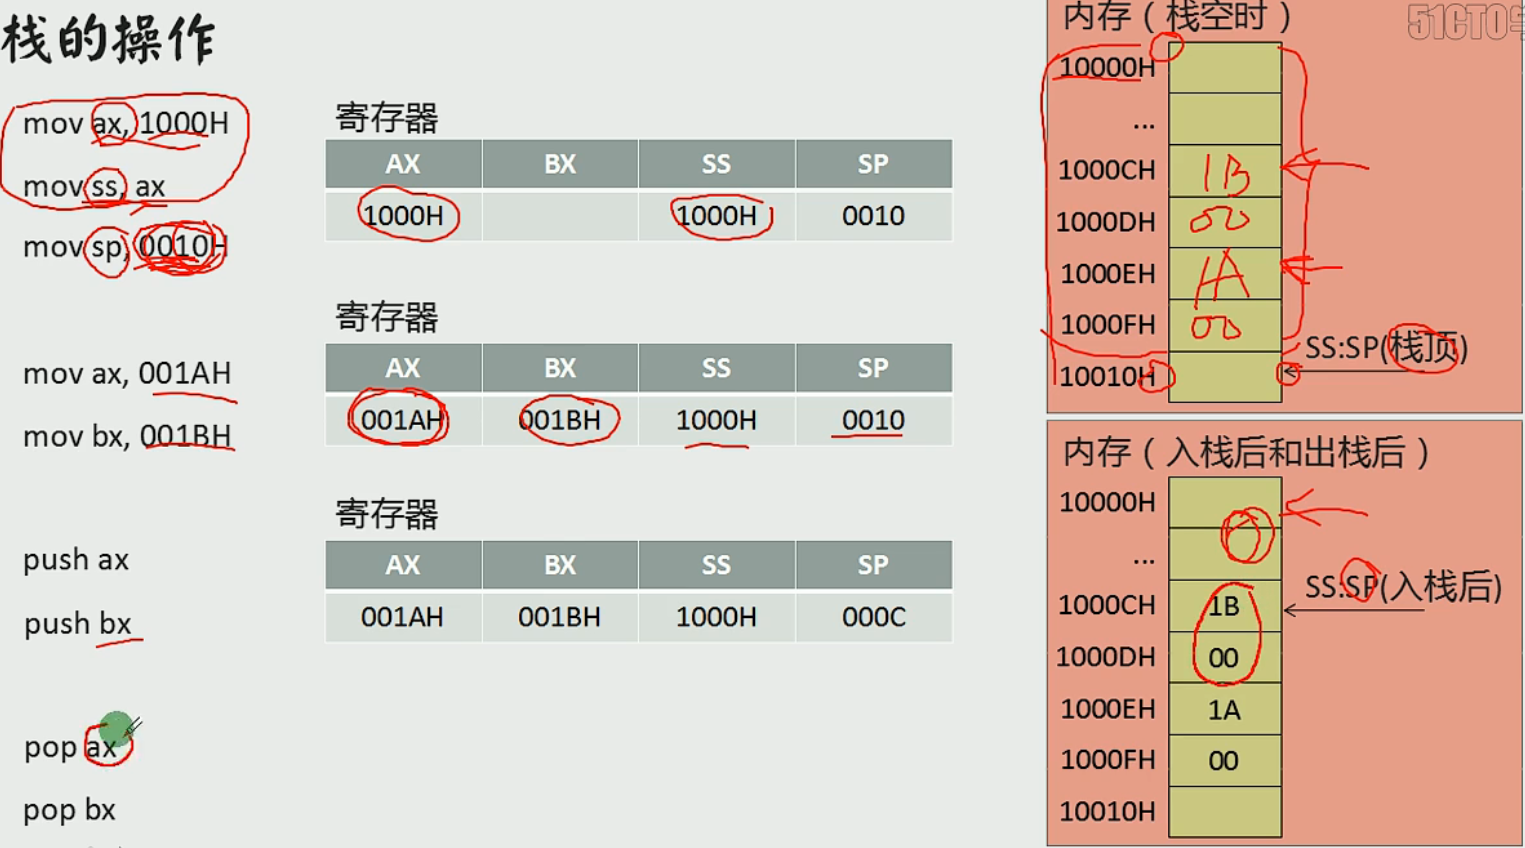 栈的操作
mov ax, 1000H
mov ss, ax
mov sp, 0010H
寄存器
AX BX SS SP
1000H 1000H 0010
mov ax, 001AH
mov bx, 001BH
寄存器
AX BX SS SP
001AH 001BH 1000H 0010
push ax
push bx
寄存器
AX BX SS SP
001AH 001BH 1000H 000C
pop ax
pop bx
内存（栈空时）
10000H
...
1000CH 1B
1000DH 00
1000EH 1A
1000FH 00
SS:SP(栈顶)
10010H
内存（入栈后和出栈后）
10000H
...
SS:SP(入栈后)
1000CH 1B
1000DH 00
1000EH 1A
1000FH 00
10010H
51CTO